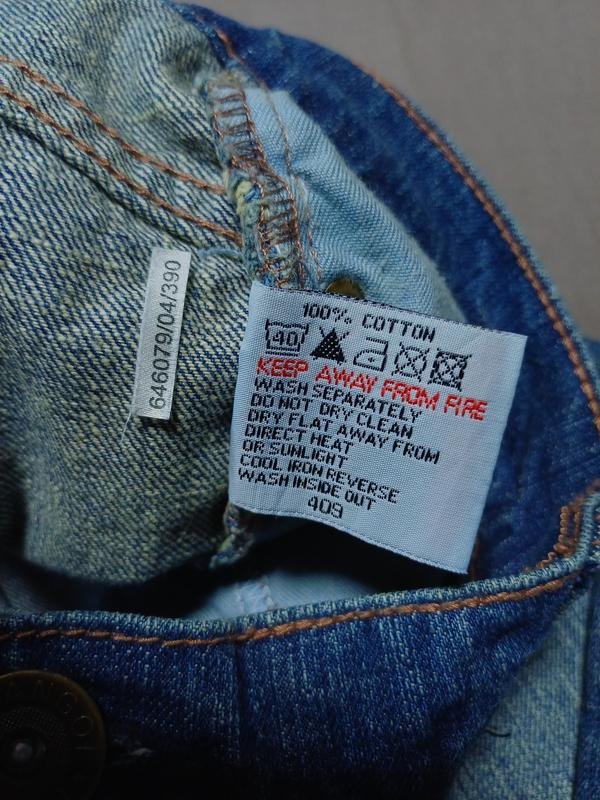 646079/04/390
100% COTTON
40
KEEP AWAY FROM FIRE
WASH SEPARATELY
DO NOT DRY CLEAN
DRY FLAT AWAY FROM
DIRECT HEAT
OR SUNLIGHT
COOL IRON REVERSE
WASH INSIDE OUT
409